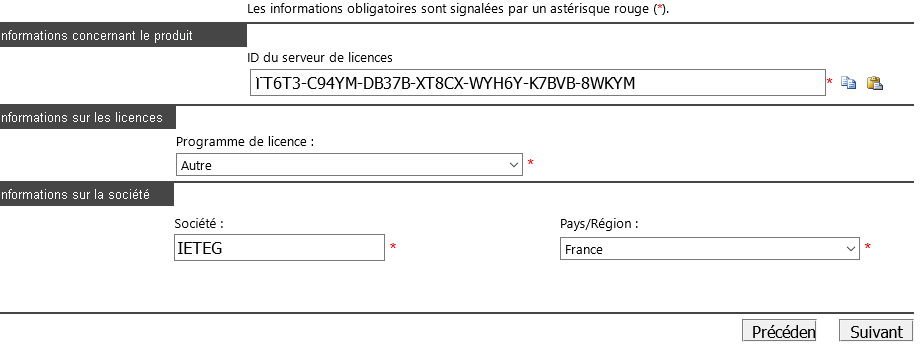 Les informations obligatoires sont signalées par un astérisque rouge (*).
nformations concernant le produit
ID du serveur de licences
TT6T3-C94YM-DB37B-XT8CX-WYH6Y-K7BVB-8WKYM
*
nformations sur les licences
Programme de licence :
Autre *
nformations sur la société
Société : Pays/Région :
IETEG * France *
Précéden Suivant